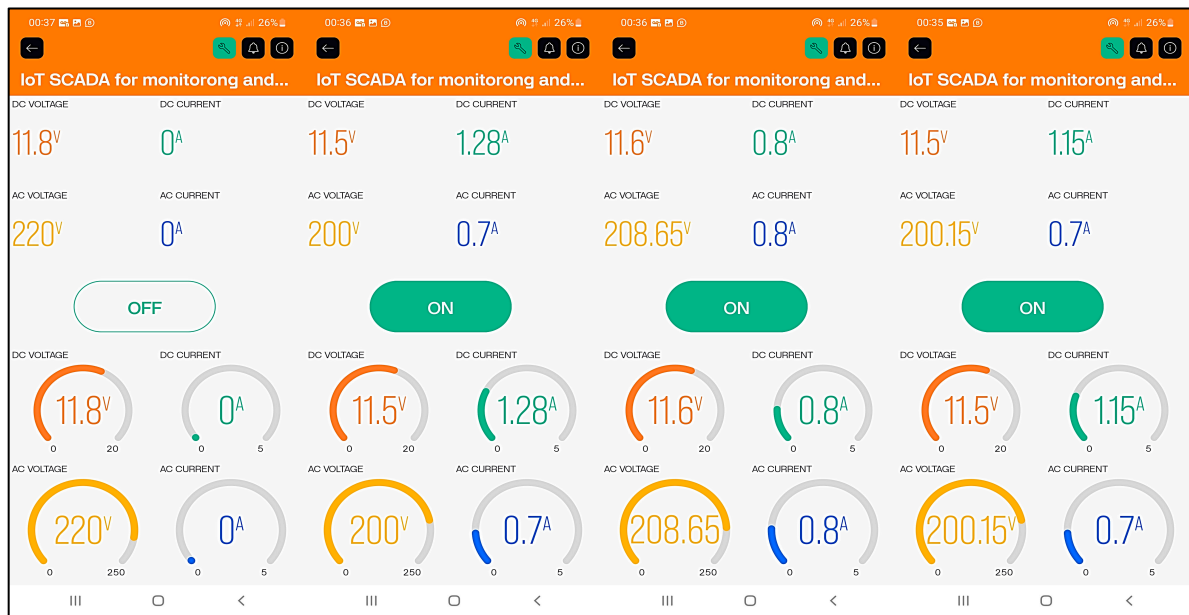 00:37 26%
IoT SCADA for monitorong and...
DC VOLTAGE DC CURRENT
11.8V 0A
AC VOLTAGE AC CURRENT
220V 0A
OFF
DC VOLTAGE DC CURRENT
11.8V 0A
0 20 0 5
AC VOLTAGE AC CURRENT
220V 0A
0 250 0 5
00:36 26%
IoT SCADA for monitorong and...
DC VOLTAGE DC CURRENT
11.5V 1.28A
AC VOLTAGE AC CURRENT
200V 0.7A
ON
DC VOLTAGE DC CURRENT
11.5V 1.28A
0 20 0 5
AC VOLTAGE AC CURRENT
200V 0.7A
0 250 0 5
00:36 26%
IoT SCADA for monitorong and...
DC VOLTAGE DC CURRENT
11.6V 0.8A
AC VOLTAGE AC CURRENT
208.65V 0.8A
ON
DC VOLTAGE DC CURRENT
11.6V 0.8A
0 20 0 5
AC VOLTAGE AC CURRENT
208.65 0.8A
0 250 0 5
00:35 26%
IoT SCADA for monitorong and...
DC VOLTAGE DC CURRENT
11.5V 1.15A
AC VOLTAGE AC CURRENT
200.15V 0.7A
ON
DC VOLTAGE DC CURRENT
11.5V 1.15A
0 20 0 5
AC VOLTAGE AC CURRENT
200.15V 0.7A
0 250 0 5